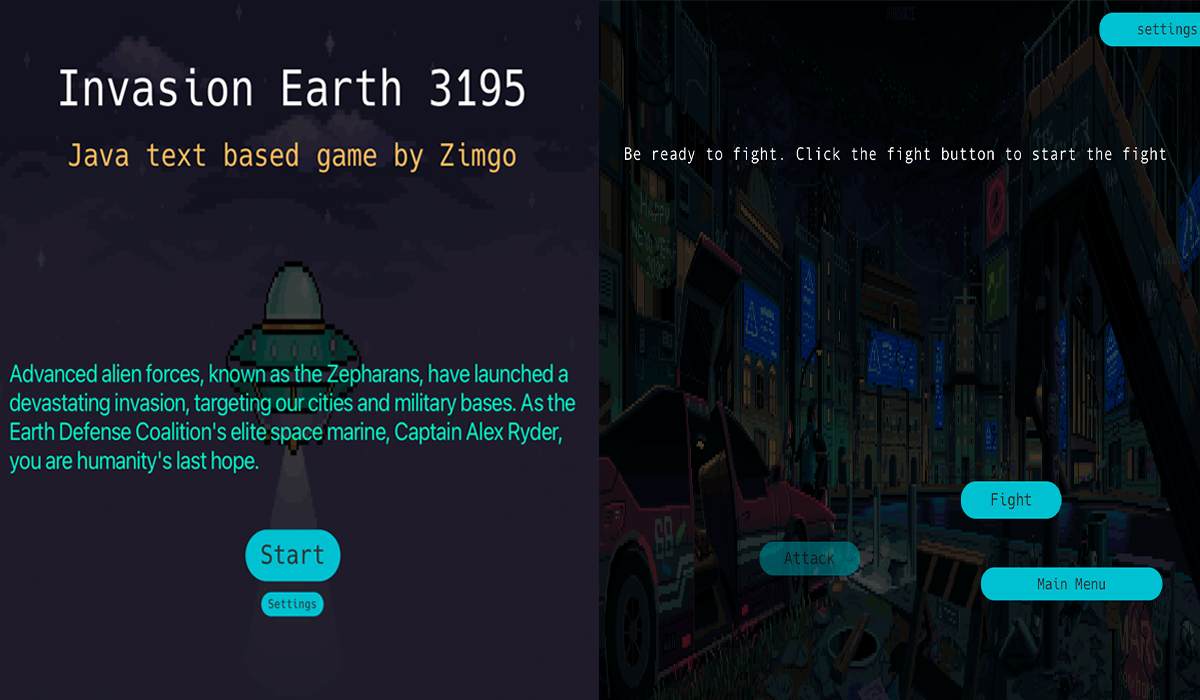 Invasion Earth 3195
Java text based game by Zimgo
Advanced alien forces, known as the Zepharans, have launched a
devastating invasion, targeting our cities and military bases. As the
Earth Defense Coalition's elite space marine, Captain Alex Ryder,
you are humanity's last hope.
Start
Settings
settings
Be ready to fight. Click the fight button to start the fight
HAPPY
Fight
Attack
Main Menu